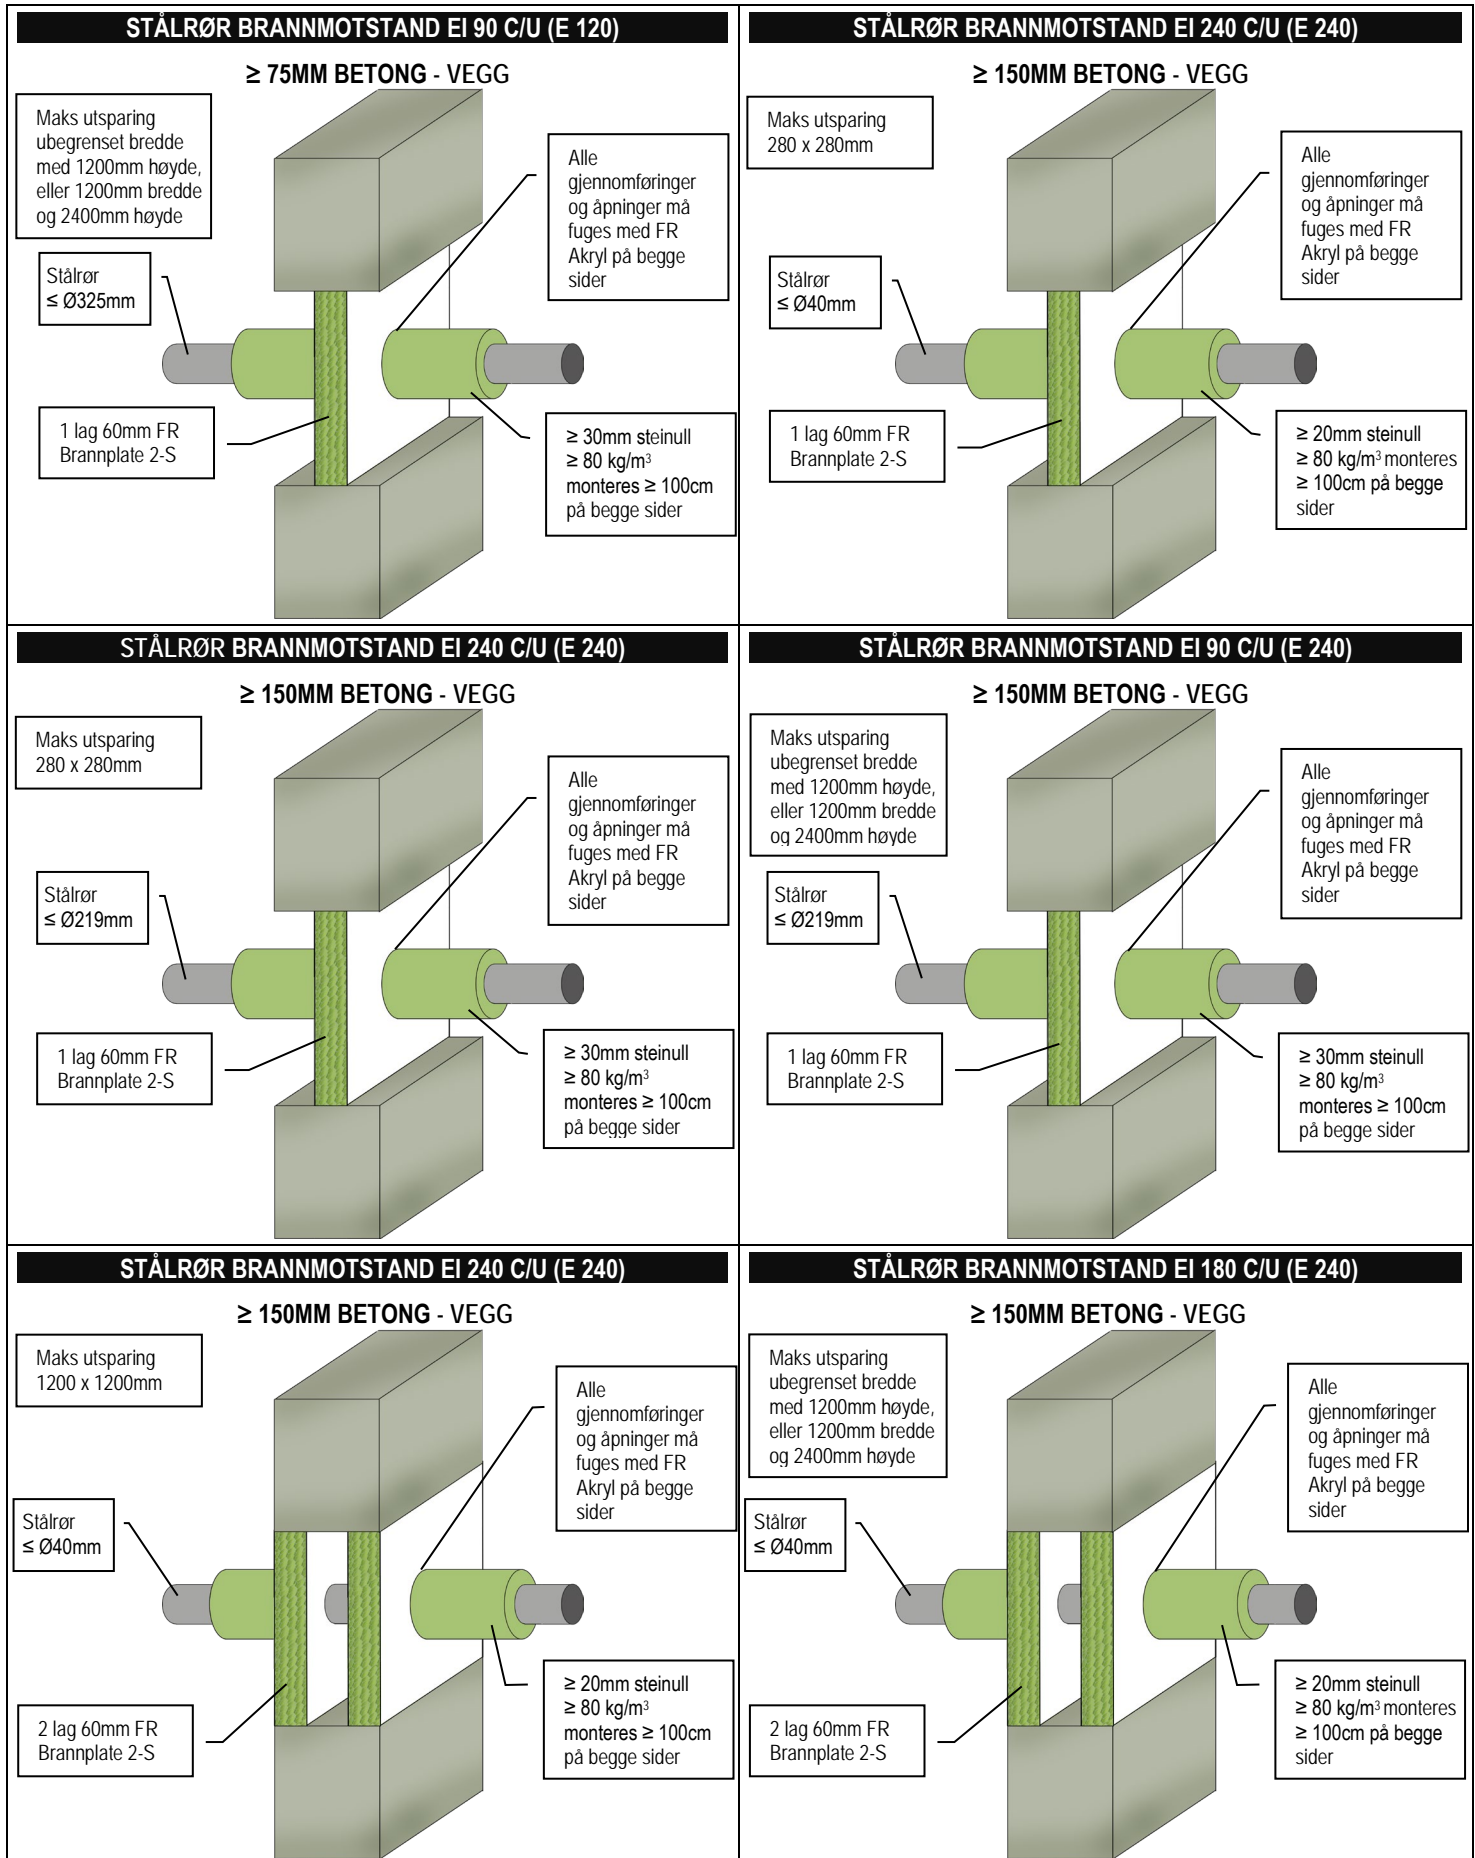 STÅLRØR BRANNMOTSTAND EI 90 C/U (E 120)
≥ 75MM BETONG - VEGG
Maks utsparing
ubegrenset bredde
med 1200mm høyde,
eller 1200mm bredde
og 2400mm høyde
Alle
gjennomføringer
og åpninger må
fuges med FR
Akryl på begge
sider
Stålrør
≤ Ø325mm
1 lag 60mm FR
Brannplate 2-S
≥ 30mm steinull
≥ 80 kg/m³
monteres ≥ 100cm
på begge sider
STÅLRØR BRANNMOTSTAND EI 240 C/U (E 240)
≥ 150MM BETONG - VEGG
Maks utsparing
280 x 280mm
Alle
gjennomføringer
og åpninger må
fuges med FR
Akryl på begge
sider
Stålrør
≤ Ø40mm
1 lag 60mm FR
Brannplate 2-S
≥ 20mm steinull
≥ 80 kg/m³ monteres
≥ 100cm på begge
sider
STÅLRØR BRANNMOTSTAND EI 240 C/U (E 240)
≥ 150MM BETONG - VEGG
Maks utsparing
280 x 280mm
Alle
gjennomføringer
og åpninger må
fuges med FR
Akryl på begge
sider
Stålrør
≤ Ø219mm
1 lag 60mm FR
Brannplate 2-S
≥ 30mm steinull
≥ 80 kg/m³
monteres ≥ 100cm
på begge sider
STÅLRØR BRANNMOTSTAND EI 90 C/U (E 240)
≥ 150MM BETONG - VEGG
Maks utsparing
ubegrenset bredde
med 1200mm høyde,
eller 1200mm bredde
og 2400mm høyde
Alle
gjennomføringer
og åpninger må
fuges med FR
Akryl på begge
sider
Stålrør
≤ Ø219mm
1 lag 60mm FR
Brannplate 2-S
≥ 30mm steinull
≥ 80 kg/m³
monteres ≥ 100cm
på begge sider
STÅLRØR BRANNMOTSTAND EI 240 C/U (E 240)
≥ 150MM BETONG - VEGG
Maks utsparing
1200 x 1200mm
Alle
gjennomføringer
og åpninger må
fuges med FR
Akryl på begge
sider
Stålrør
≤ Ø40mm
2 lag 60mm FR
Brannplate 2-S
≥ 20mm steinull
≥ 80 kg/m³
monteres ≥ 100cm
på begge sider
STÅLRØR BRANNMOTSTAND EI 180 C/U (E 240)
≥ 150MM BETONG - VEGG
Maks utsparing
ubegrenset bredde
med 1200mm høyde,
eller 1200mm bredde
og 2400mm høyde
Alle
gjennomføringer
og åpninger må
fuges med FR
Akryl på begge
sider
Stålrør
≤ Ø40mm
2 lag 60mm FR
Brannplate 2-S
≥ 20mm steinull
≥ 80 kg/m³ monteres
≥ 100cm på begge
sider